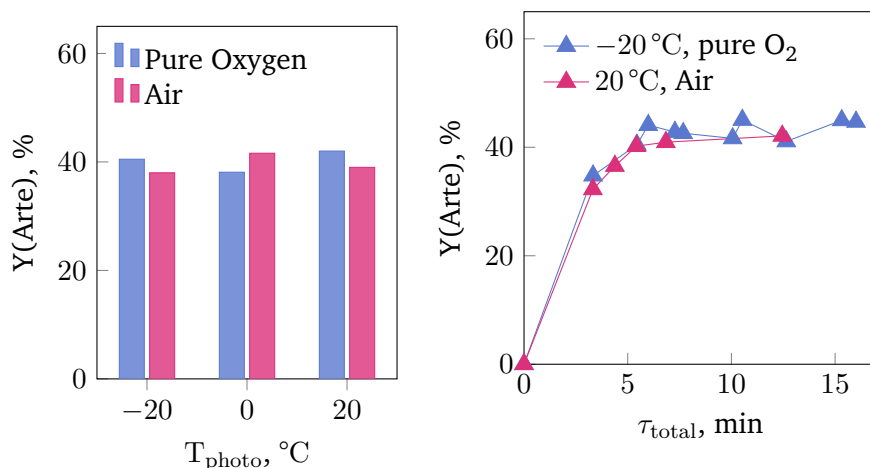 60
40
20
0
−20
0
20
Y(Arte), %
T_photo, °C
Pure Oxygen
Air
60
40
20
0
0
5
10
15
Y(Arte), %
τ_total, min
−20 °C, pure O₂
20 °C, Air